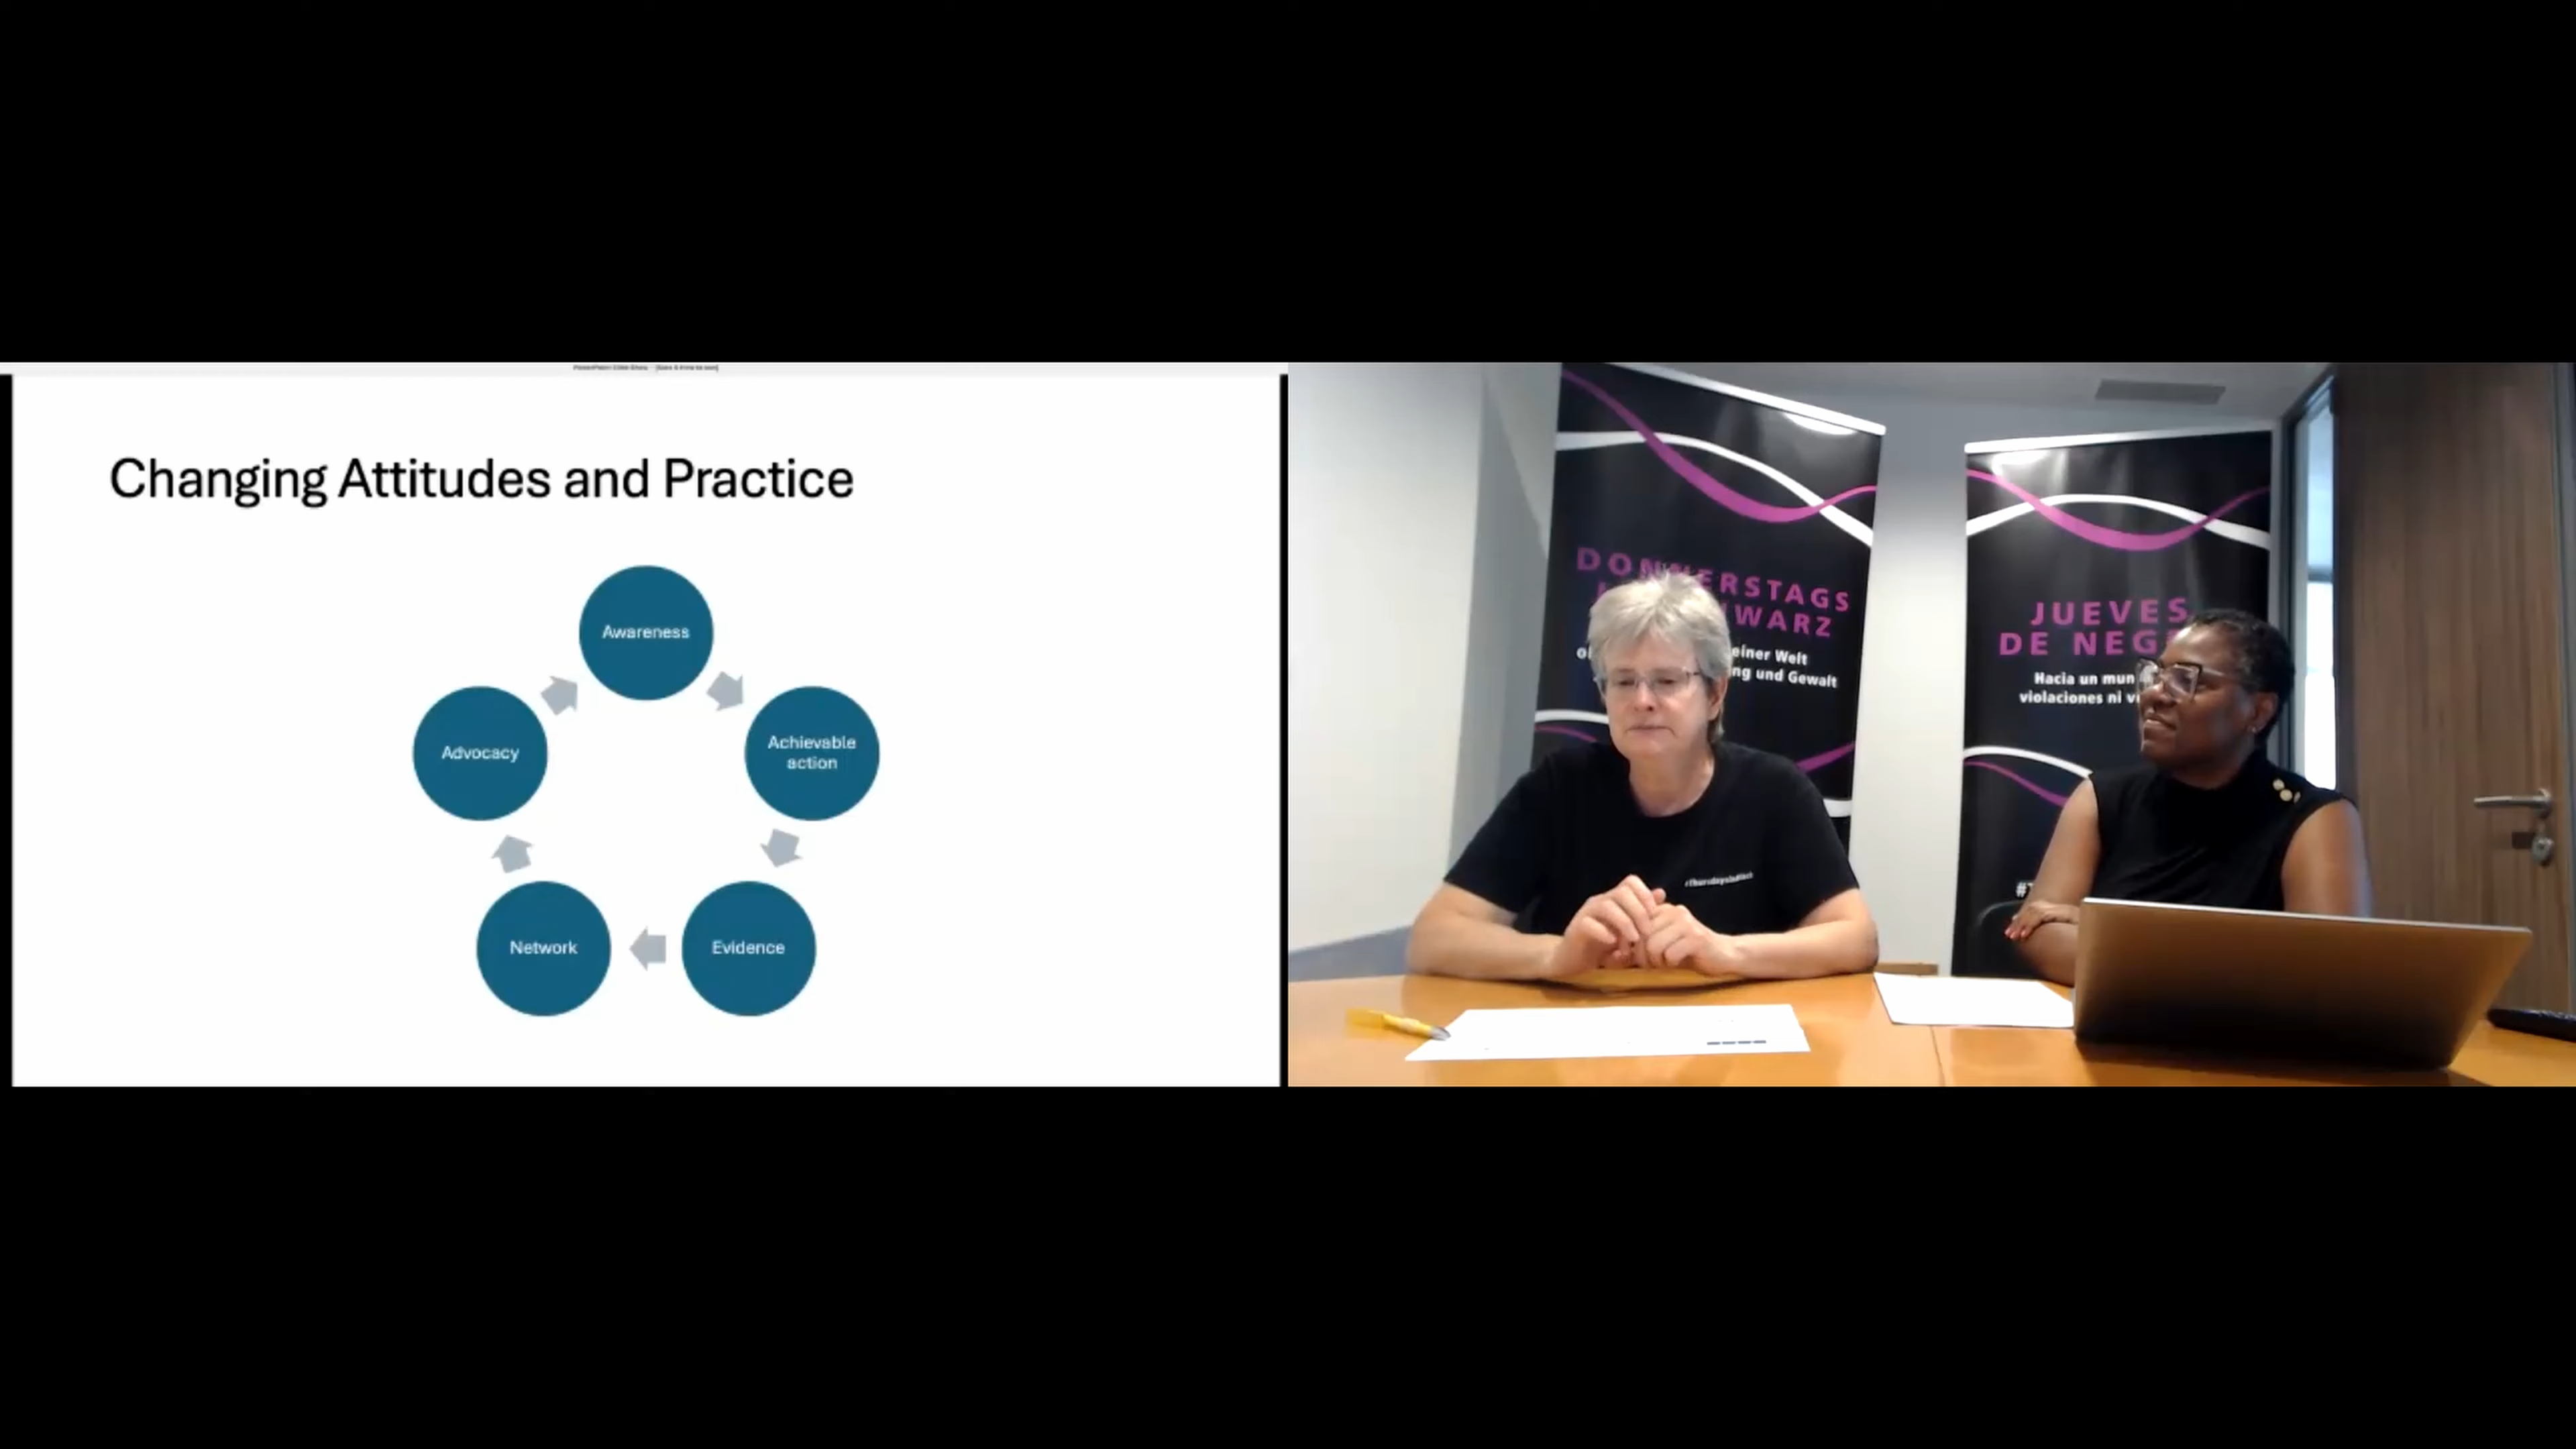 Changing Attitudes and Practice
Awareness
Achievable
action
Evidence
Network
Advocacy
DONNERSTAGS
WARZ
einer Welt
ng und Gewalt
#ThursdaysinBlack
JUEVES
DE NEG
Hacia un mun
violaciones ni v